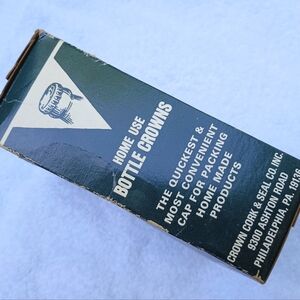 HOME USE
BOTTLE CROWNS
THE QUICKEST &
MOST CONVENIENT
CAP FOR PACKING
HOME MADE
PRODUCTS
CROWN CORK & SEAL CO. INC.
9300 ASHTON ROAD
PHILADELPHIA, PA. 19136